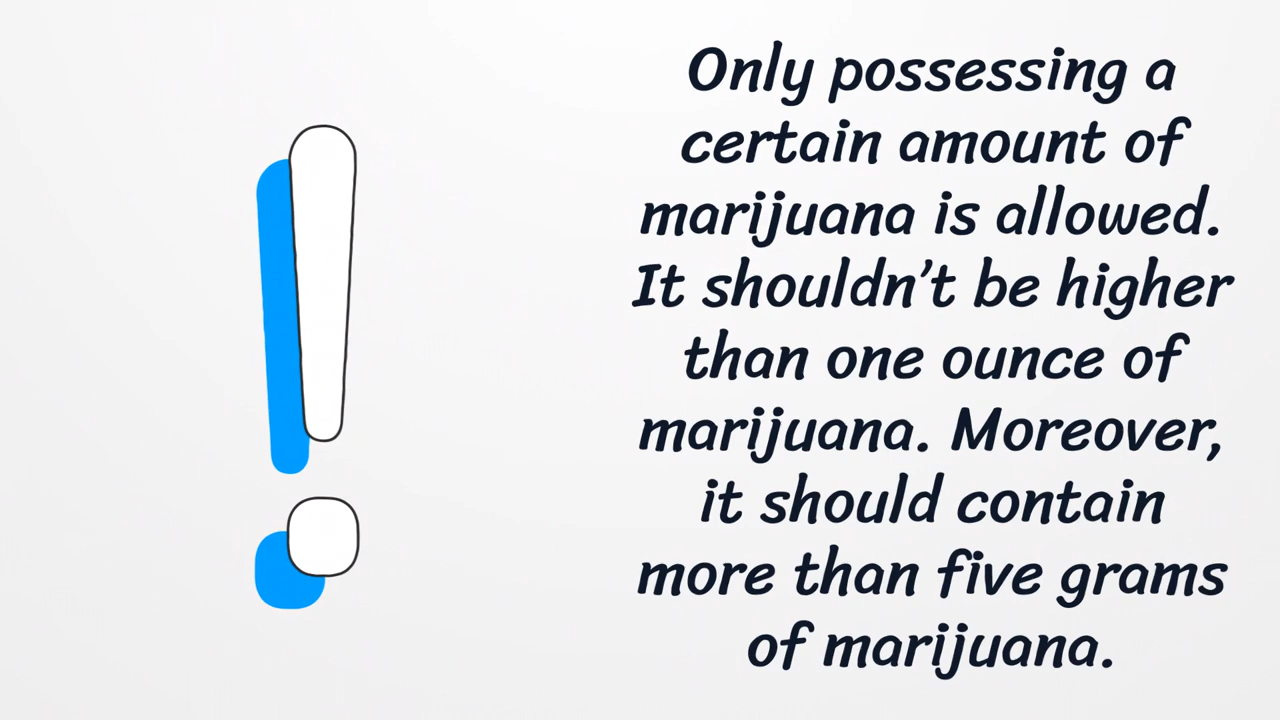 Only possessing a
certain amount of
marijuana is allowed.
It shouldn’t be higher
than one ounce of
marijuana. Moreover,
it should contain
more than five grams
of marijuana.